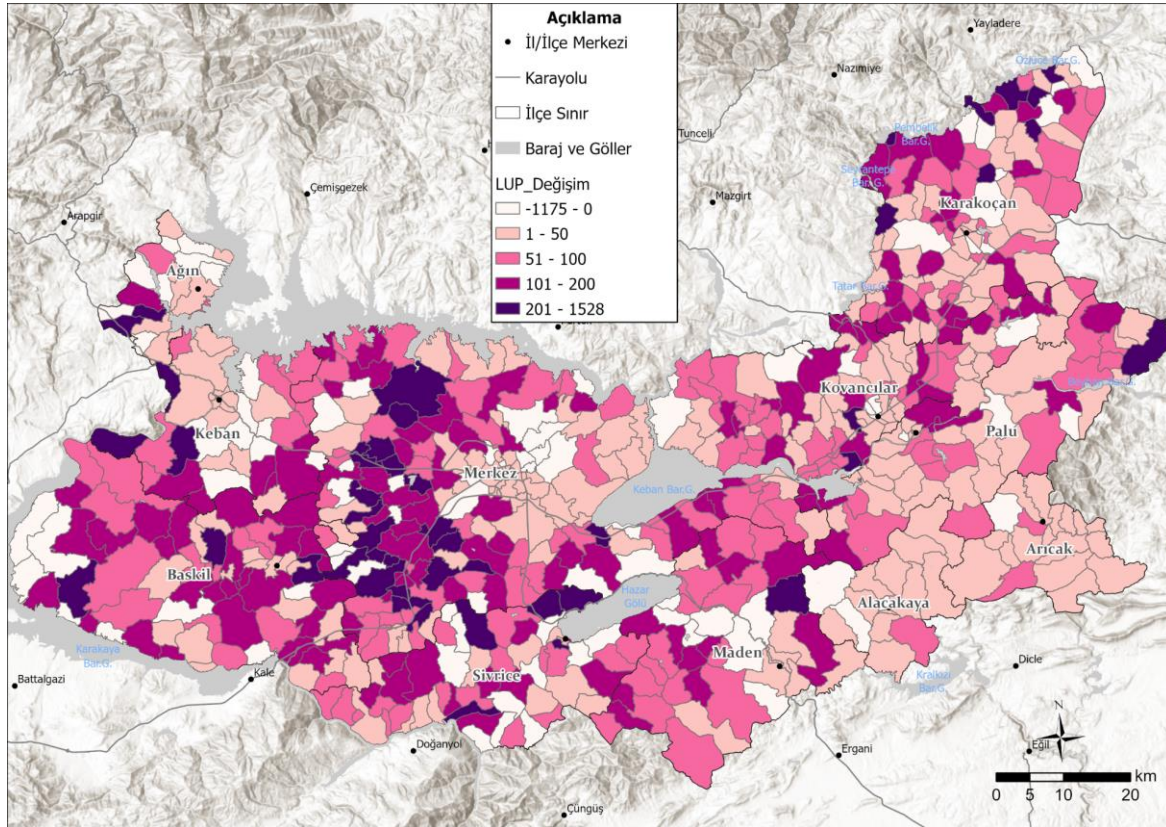 Açıklama
İl/İlçe Merkezi
Karayolu
İlçe Sınır
Baraj ve Göller
LUP_Değişim
-1175 - 0
1 - 50
51 - 100
101 - 200
201 - 1528
Yayladere
Özlüce Bar.G.
Nazımiye
Tunceli
Pembelik
Bar.G.
Seyrantepe
Bar.G.
Çemişgezek
Mazgirt
Karakoçan
Arapgir
Ağın
Tatar Bar.G.
Kovancılar
Keban
Palu
Merkez
Keban Bar.G.
Arıcak
Baskil
Hazar
Gölü
Alacakaya
Karakaya
Bar.G.
Maden
Sivrice
Dicle
Battalgazi
Kale
Kralkızı
Bar.G.
Doğanyol
Ergani
N
Eğil
km
0 5 10 20
Çüngüş